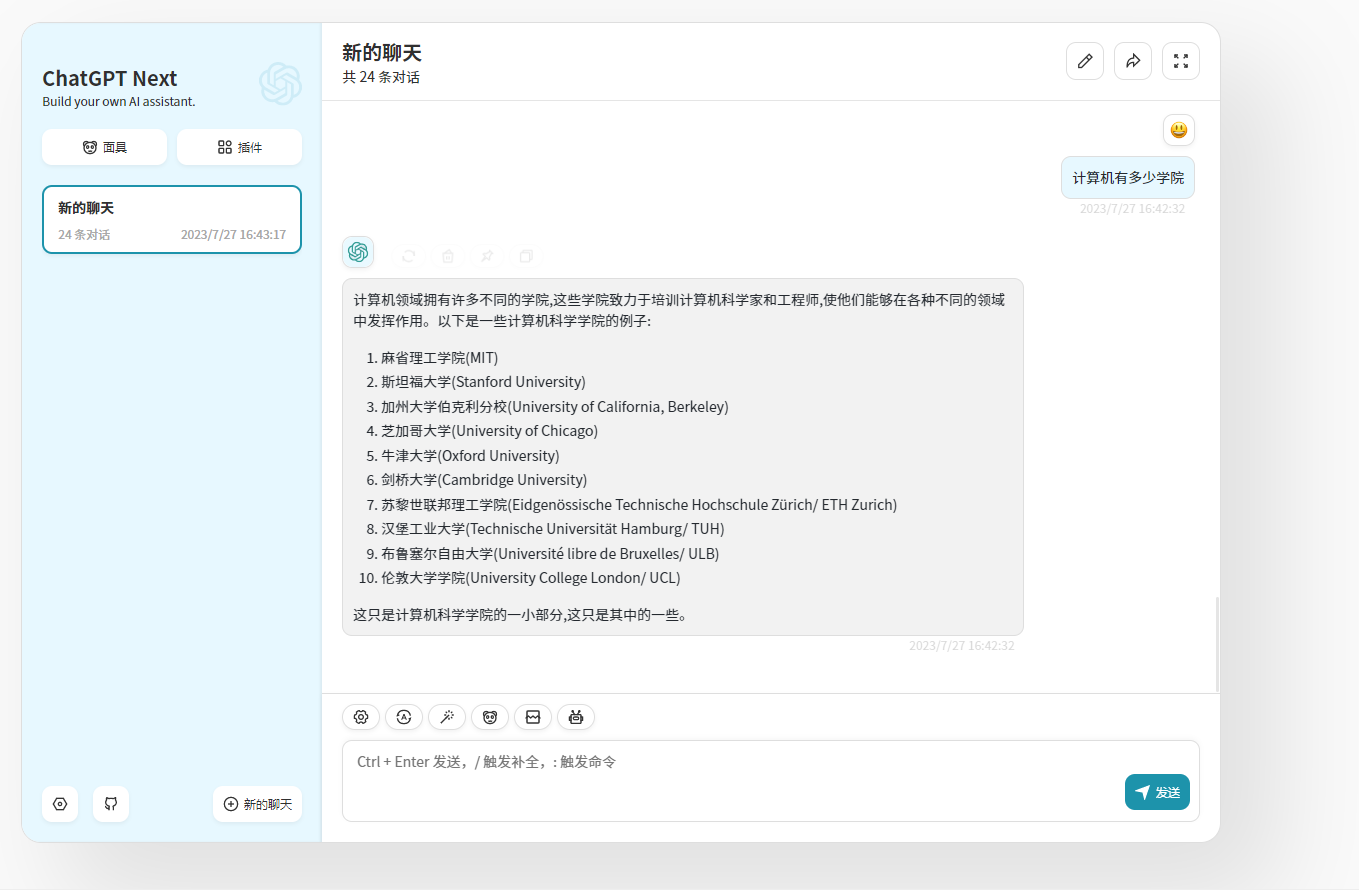 ChatGPT Next
Build your own AI assistant.
面具
插件
新的聊天
24 条对话
2023/7/27 16:43:17
新的聊天
新的聊天
共 24 条对话
计算机有多少学院
2023/7/27 16:42:32
计算机领域拥有许多不同的学院,这些学院致力于培训计算机科学家和工程师,使他们能够在各种不同的领域
中发挥作用。以下是一些计算机科学学院的例子:
1. 麻省理工学院(MIT)
2. 斯坦福大学(Stanford University)
3. 加州大学伯克利分校(University of California, Berkeley)
4. 芝加哥大学(University of Chicago)
5. 牛津大学(Oxford University)
6. 剑桥大学(Cambridge University)
7. 苏黎世联邦理工学院(Eidgenössische Technische Hochschule Zürich/ ETH Zurich)
8. 汉堡工业大学(Technische Universität Hamburg/ TUH)
9. 布鲁塞尔自由大学(Université libre de Bruxelles/ ULB)
10. 伦敦大学学院(University College London/ UCL)
这只是计算机科学学院的一小部分,这只是其中的一些。
2023/7/27 16:42:32
Ctrl + Enter 发送，/ 触发补全，: 触发命令
发送